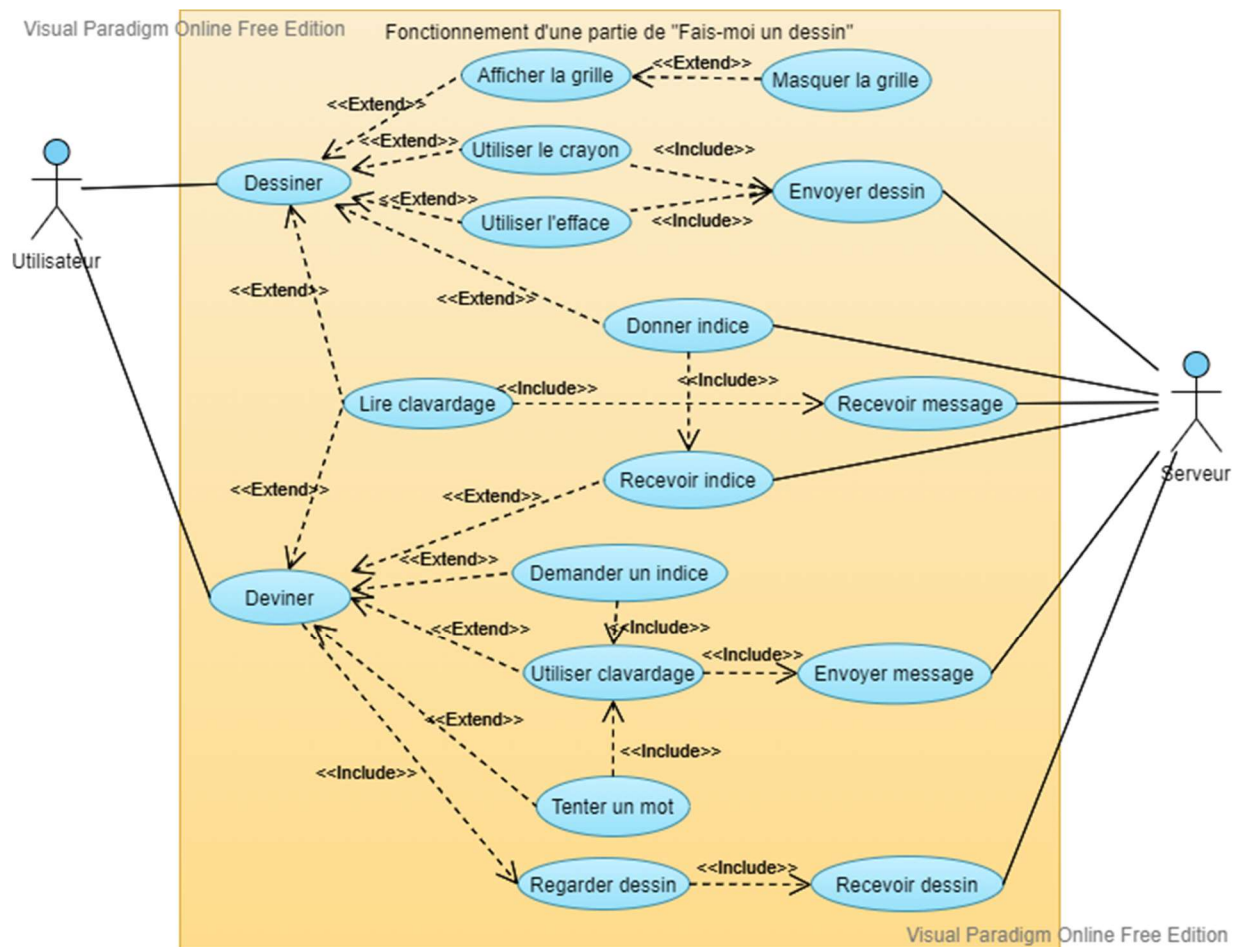 Visual Paradigm Online Free Edition
Fonctionnement d'une partie de "Fais-moi un dessin"
Afficher la grille
<<Extend>>
Masquer la grille
<<Extend>>
<<Extend>>
Utiliser le crayon
<<Include>>
Dessiner
Envoyer dessin
<<Extend>>
Utiliser l'efface
<<Include>>
Utilisateur
<<Extend>>
<<Extend>>
Donner indice
<<Include>>
<<Include>>
Lire clavardage
Recevoir message
Serveur
Recevoir indice
<<Extend>>
<<Extend>>
<<Extend>>
Demander un indice
Deviner
<<Extend>>
<<Include>>
<<Include>>
Utiliser clavardage
Envoyer message
<<Extend>>
<<Include>>
<<Include>>
Tenter un mot
<<Include>>
Regarder dessin
Recevoir dessin
Visual Paradigm Online Free Edition